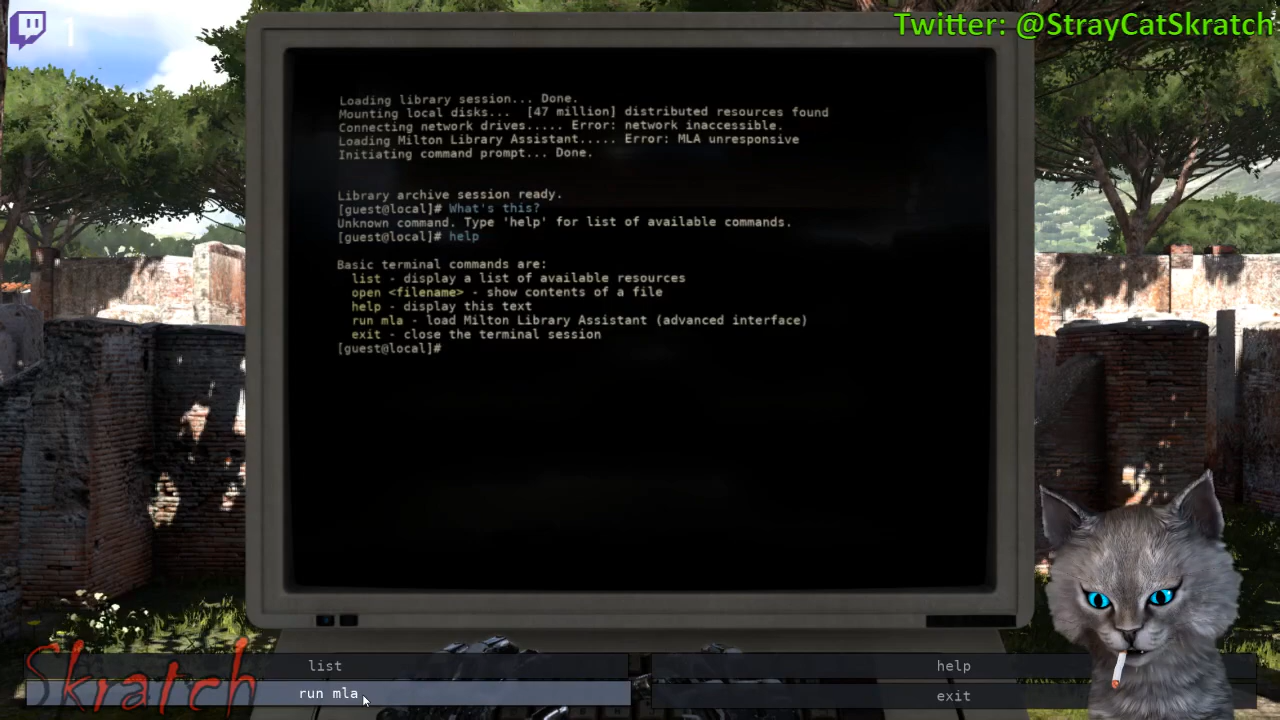 1
Twitter: @StrayCatSkratch
Loading library session... Done.
Mounting local disks... [47 million] distributed resources found
Connecting network drives..... Error: network inaccessible.
Loading Milton Library Assistant..... Error: MLA unresponsive
Initiating command prompt... Done.
Library archive session ready.
[guest@local]# What's this?
Unknown command. Type 'help' for list of available commands.
[guest@local]# help
Basic terminal commands are:
list - display a list of available resources
open <filename> - show contents of a file
help - display this text
run mla - load Milton Library Assistant (advanced interface)
exit - close the terminal session
[guest@local]#
Skratch
list
help
run mla
exit